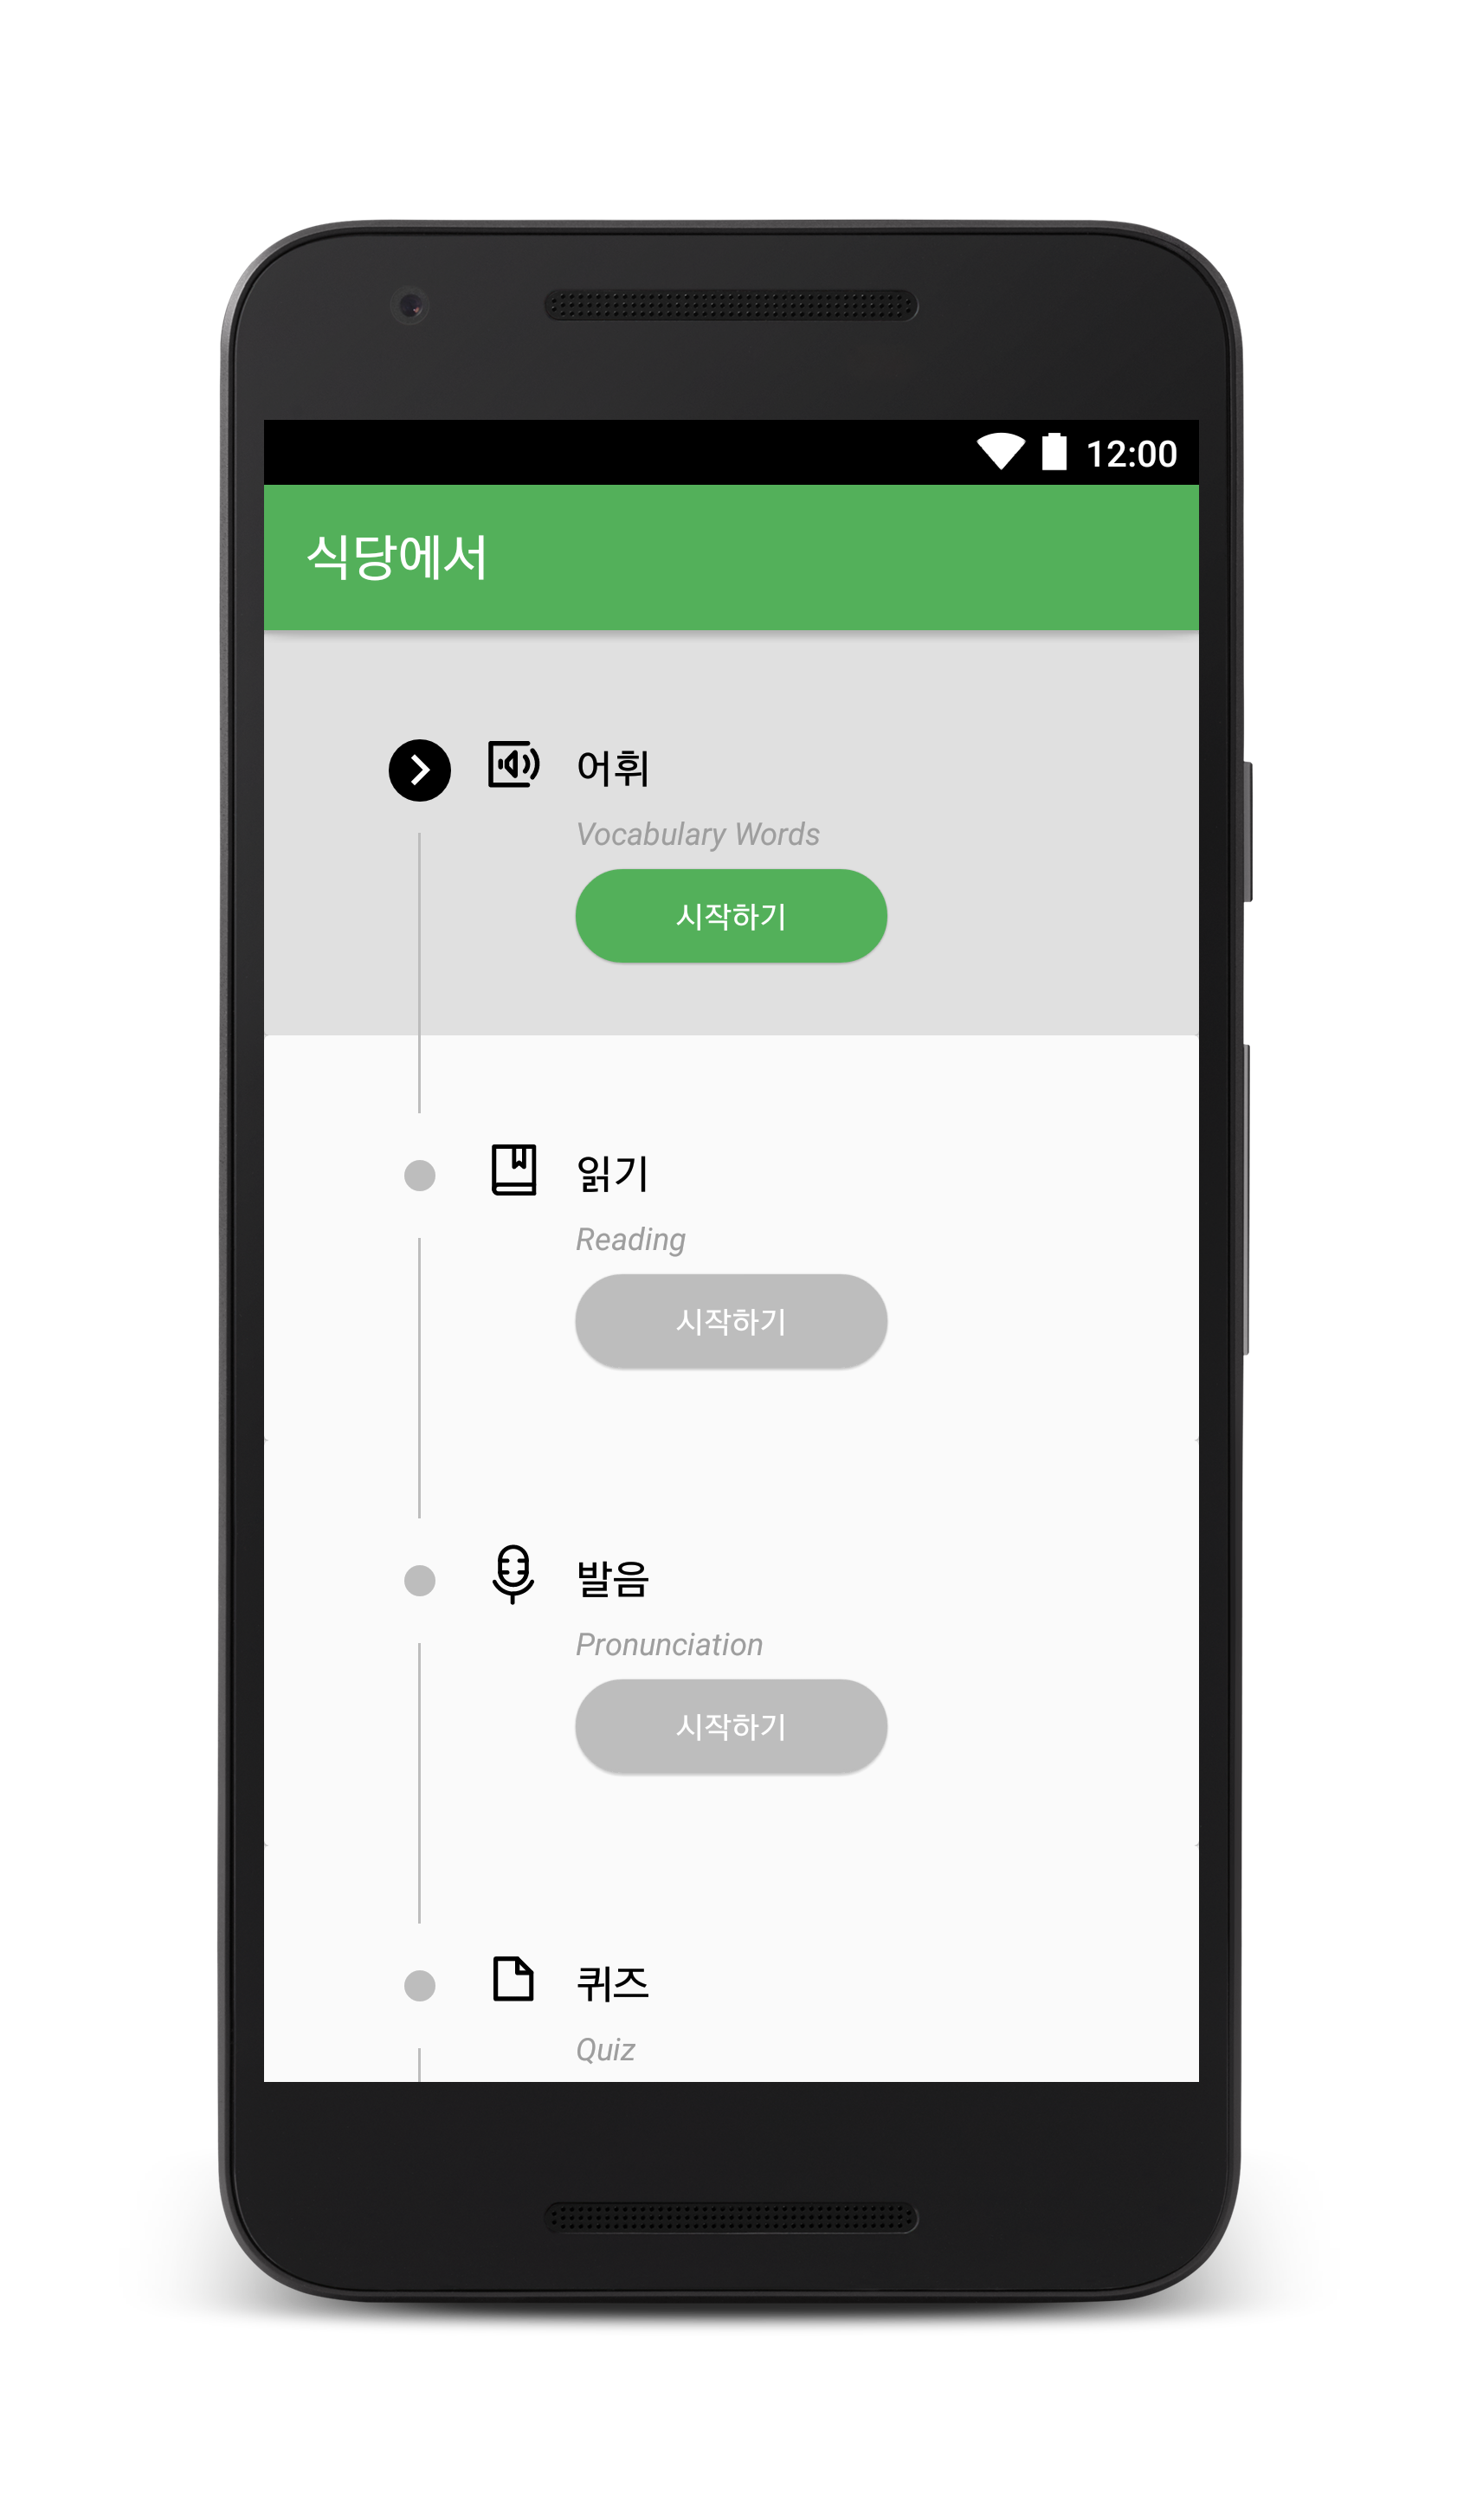 12:00
식당에서
어휘
Vocabulary Words
시작하기
읽기
Reading
시작하기
발음
Pronunciation
시작하기
퀴즈
Quiz